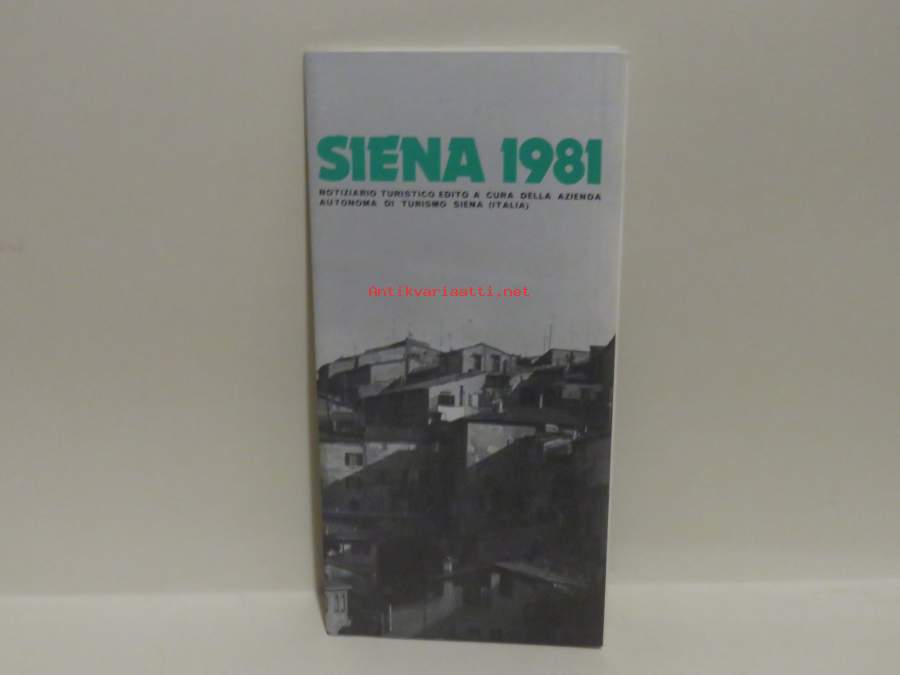 SIENA 1981
NOTIZIARIO TURISTICO EDITO A CURA DELLA AZIENDA
AUTONOMA DI TURISMO SIENA (ITALIA)
Antikvariaatti.net